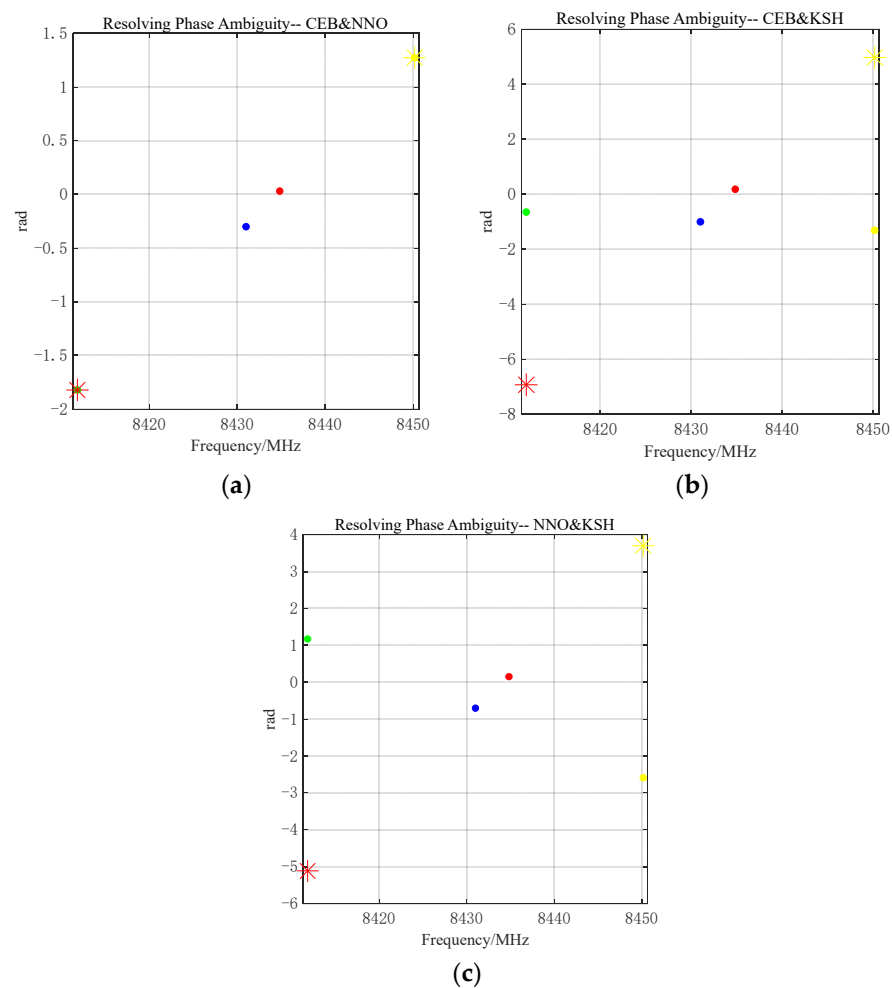 Resolving Phase Ambiguity-- CEB&NNO
1.5
1
0.5
0
-0.5
-1
-1.5
-2
rad
8420 8430 8440 8450
Frequency/MHz
(a)
Resolving Phase Ambiguity-- CEB&KSH
6
4
2
0
-2
-4
-6
-8
rad
8420 8430 8440 8450
Frequency/MHz
(b)
Resolving Phase Ambiguity-- NNO&KSH
4
3
2
1
0
-1
-2
-3
-4
-5
-6
rad
8420 8430 8440 8450
Frequency/MHz
(c)